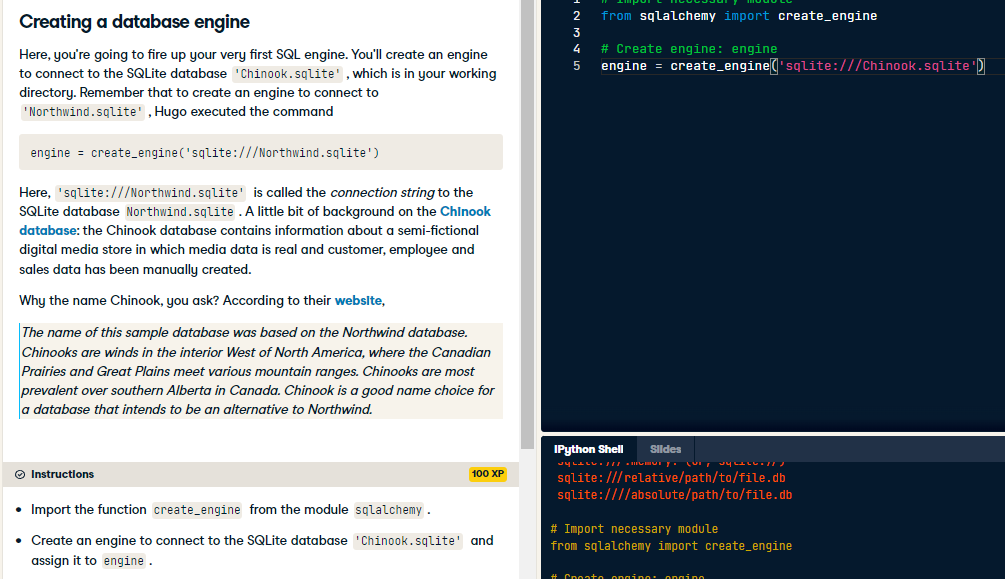 Creating a database engine
Here, you're going to fire up your very first SQL engine. You'll create an engine
to connect to the SQLite database 'Chinook.sqlite' , which is in your working
directory. Remember that to create an engine to connect to
'Northwind.sqlite' , Hugo executed the command
engine = create_engine('sqlite:///Northwind.sqlite')
Here, 'sqlite:///Northwind.sqlite' is called the connection string to the
SQLite database Northwind.sqlite . A little bit of background on the Chinook
database: the Chinook database contains information about a semi-fictional
digital media store in which media data is real and customer, employee and
sales data has been manually created.
Why the name Chinook, you ask? According to their website,
The name of this sample database was based on the Northwind database.
Chinooks are winds in the interior West of North America, where the Canadian
Prairies and Great Plains meet various mountain ranges. Chinooks are most
prevalent over southern Alberta in Canada. Chinook is a good name choice for
a database that intends to be an alternative to Northwind.
Instructions
100 XP
• Import the function create_engine from the module sqlalchemy .
• Create an engine to connect to the SQLite database 'Chinook.sqlite' and
assign it to engine .
1 # Import necessary module
2 from sqlalchemy import create_engine
3
4 # Create engine: engine
5 engine = create_engine('sqlite:///Chinook.sqlite')
IPython Shell
Slides
sqlite:///:memory: (or, sqlite://)
sqlite:///relative/path/to/file.db
sqlite:////absolute/path/to/file.db
# Import necessary module
from sqlalchemy import create_engine
# Create engine: engine